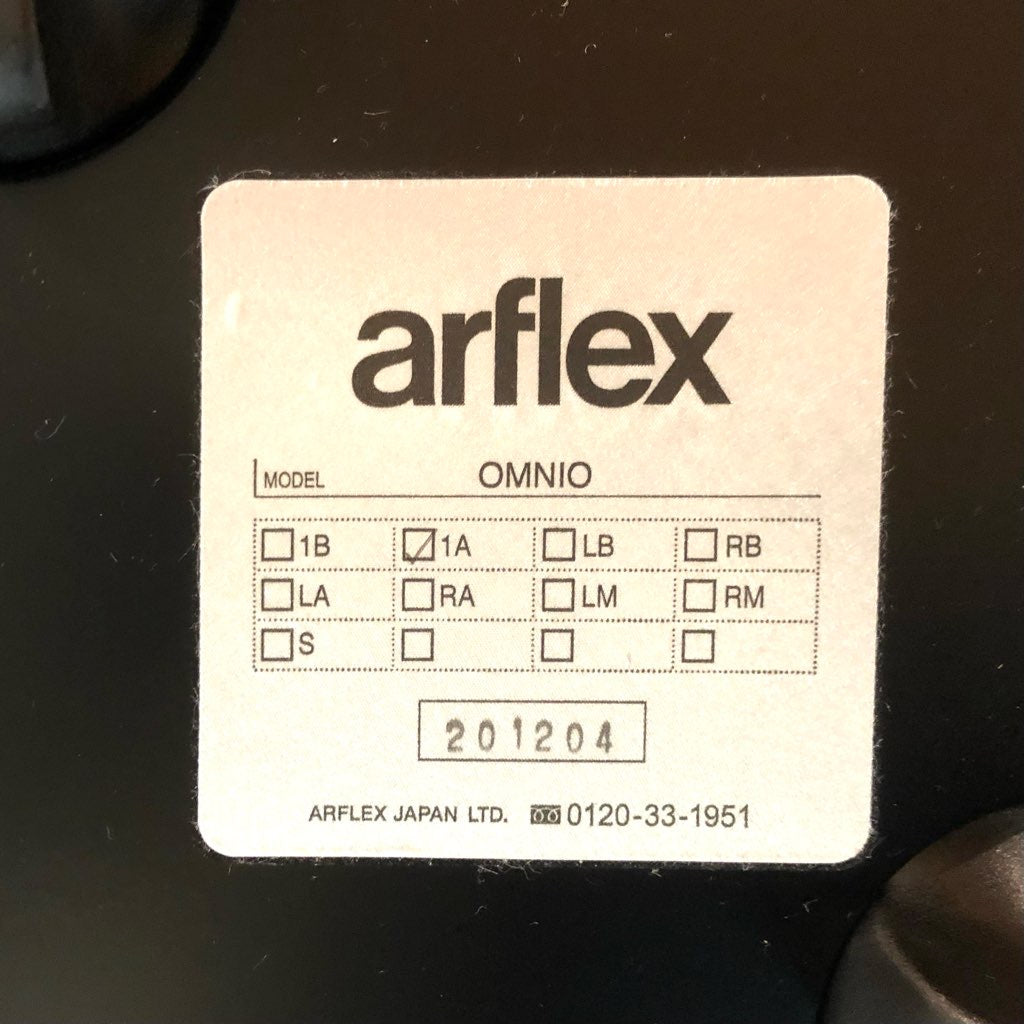 arflex
MODEL OMNIO
☐ 1B ☑ 1A ☐ LB ☐ RB
☐ LA ☐ RA ☐ LM ☐ RM
☐ S ☐ ☐ ☐
201204
ARFLEX JAPAN LTD. 0120-33-1951